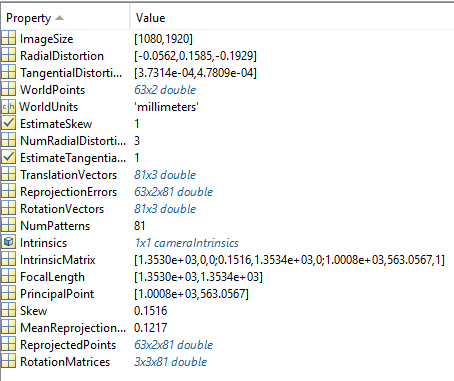 Property Value
ImageSize [1080,1920]
RadialDistortion [-0.0562,0.1585,-0.1929]
TangentialDistorti... [3.7314e-04,4.7809e-04]
WorldPoints 63x2 double
WorldUnits 'millimeters'
EstimateSkew 1
NumRadialDistorti... 3
EstimateTangentia... 1
TranslationVectors 81x3 double
ReprojectionErrors 63x2x81 double
RotationVectors 81x3 double
NumPatterns 81
Intrinsics 1x1 cameraIntrinsics
IntrinsicMatrix [1.3530e+03,0,0;0.1516,1.3534e+03,0;1.0008e+03,563.0567,1]
FocalLength [1.3530e+03,1.3534e+03]
PrincipalPoint [1.0008e+03,563.0567]
Skew 0.1516
MeanReprojection... 0.1217
ReprojectedPoints 63x2x81 double
RotationMatrices 3x3x81 double